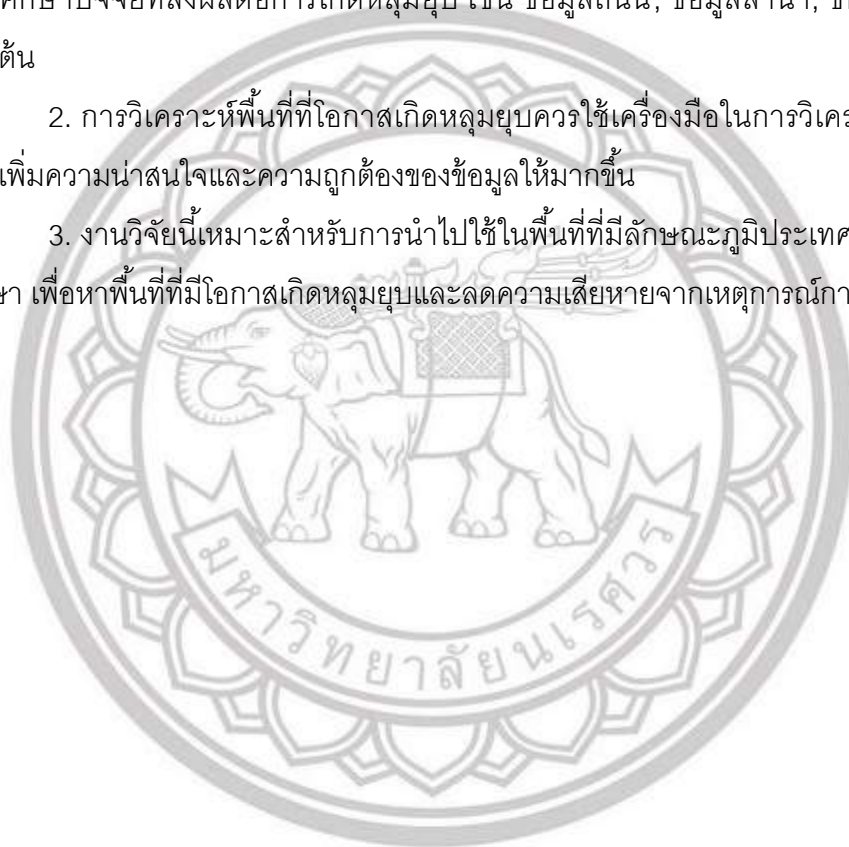 ศึกษาปัจจัยที่ส่งผลต่อการเกิดหลุมยุบ เช่น ข้อมูลถนน, ข้อมูลลำน้ำ,
ต้น
2. การวิเคราะห์พื้นที่ที่โอกาสเกิดหลุมยุบควรใช้เครื่องมือในการวิเคร
เพิ่มความน่าสนใจและความถูกต้องของข้อมูลให้มากขึ้น
3. งานวิจัยนี้เหมาะสำหรับการนำไปใช้ในพื้นที่ที่มีลักษณะภูมิประเทศ
ษา เพื่อหาพื้นที่ที่มีโอกาสเกิดหลุมยุบและลดความเสียหายจากเหตุการณ์กา
มหาวิทยาลัยนเรศวร